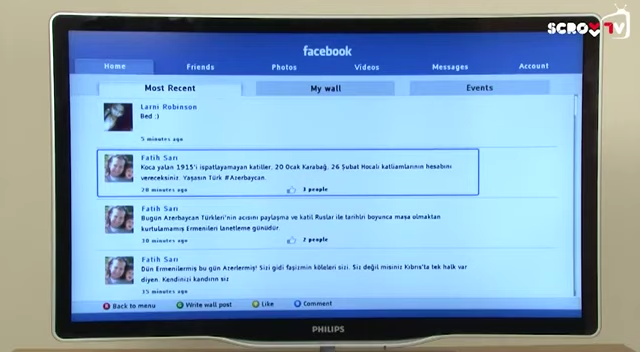 SCROLL TV
facebook
Home Friends Photos Videos Messages Account
Most Recent My wall Events
Larni Robinson
Bed :)
5 minutes ago
Fatih Sarı
Koca yalan 1915'i ispatlayamayan katiller. 20 Ocak Karabağ, 26 Şubat Hocalı katliamlarının hesabını
vereceksiniz. Yaşasın Türk #Azerbaycan.
20 minutes ago 3 people
Fatih Sarı
Bugün Azerbaycan Türkleri'nin acısını paylaşma ve katil Ruslar ile tarihi boyunca maşa olmaktan
kurtulamamış Ermenileri lanetleme günüdür.
30 minutes ago 2 people
Fatih Sarı
Dün Ermenilermiş bu gün Azerlermiş! Sizi gidi faşizmin köleleri sizi. Siz değil misiniz Kıbrıs'ta tek halk var
diyen. Kendinizi kandırın siz
35 minutes ago
Back to menu Write wall post Like Comment
PHILIPS